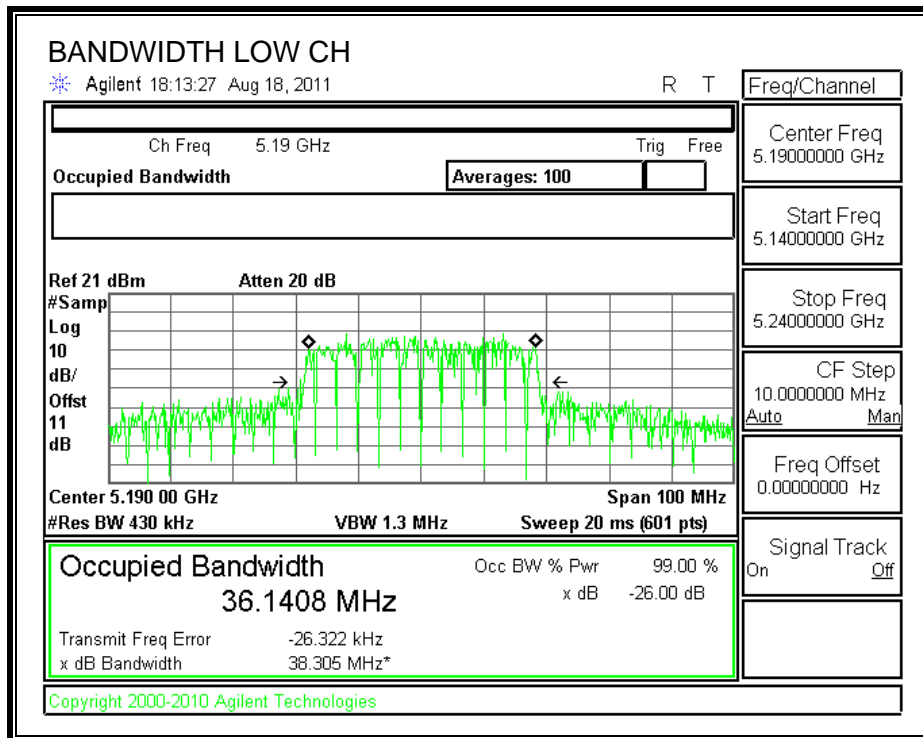 BANDWIDTH LOW CH
Agilent 18:13:27 Aug 18, 2011 R T
Freq/Channel
Ch Freq 5.19 GHz Trig Free
Occupied Bandwidth Averages: 100
Center Freq
5.19000000 GHz
Start Freq
5.14000000 GHz
Stop Freq
5.24000000 GHz
CF Step
10.0000000 MHz
Auto Man
Freq Offset
0.00000000 Hz
Signal Track
On Off
Ref 21 dBm Atten 20 dB
#Samp
Log
10
dB/
Offst
11
dB
Center 5.190 00 GHz Span 100 MHz
#Res BW 430 kHz VBW 1.3 MHz Sweep 20 ms (601 pts)
Occupied Bandwidth Occ BW % Pwr 99.00 %
36.1408 MHz x dB -26.00 dB
Transmit Freq Error -26.322 kHz
x dB Bandwidth 38.305 MHz*
Copyright 2000-2010 Agilent Technologies